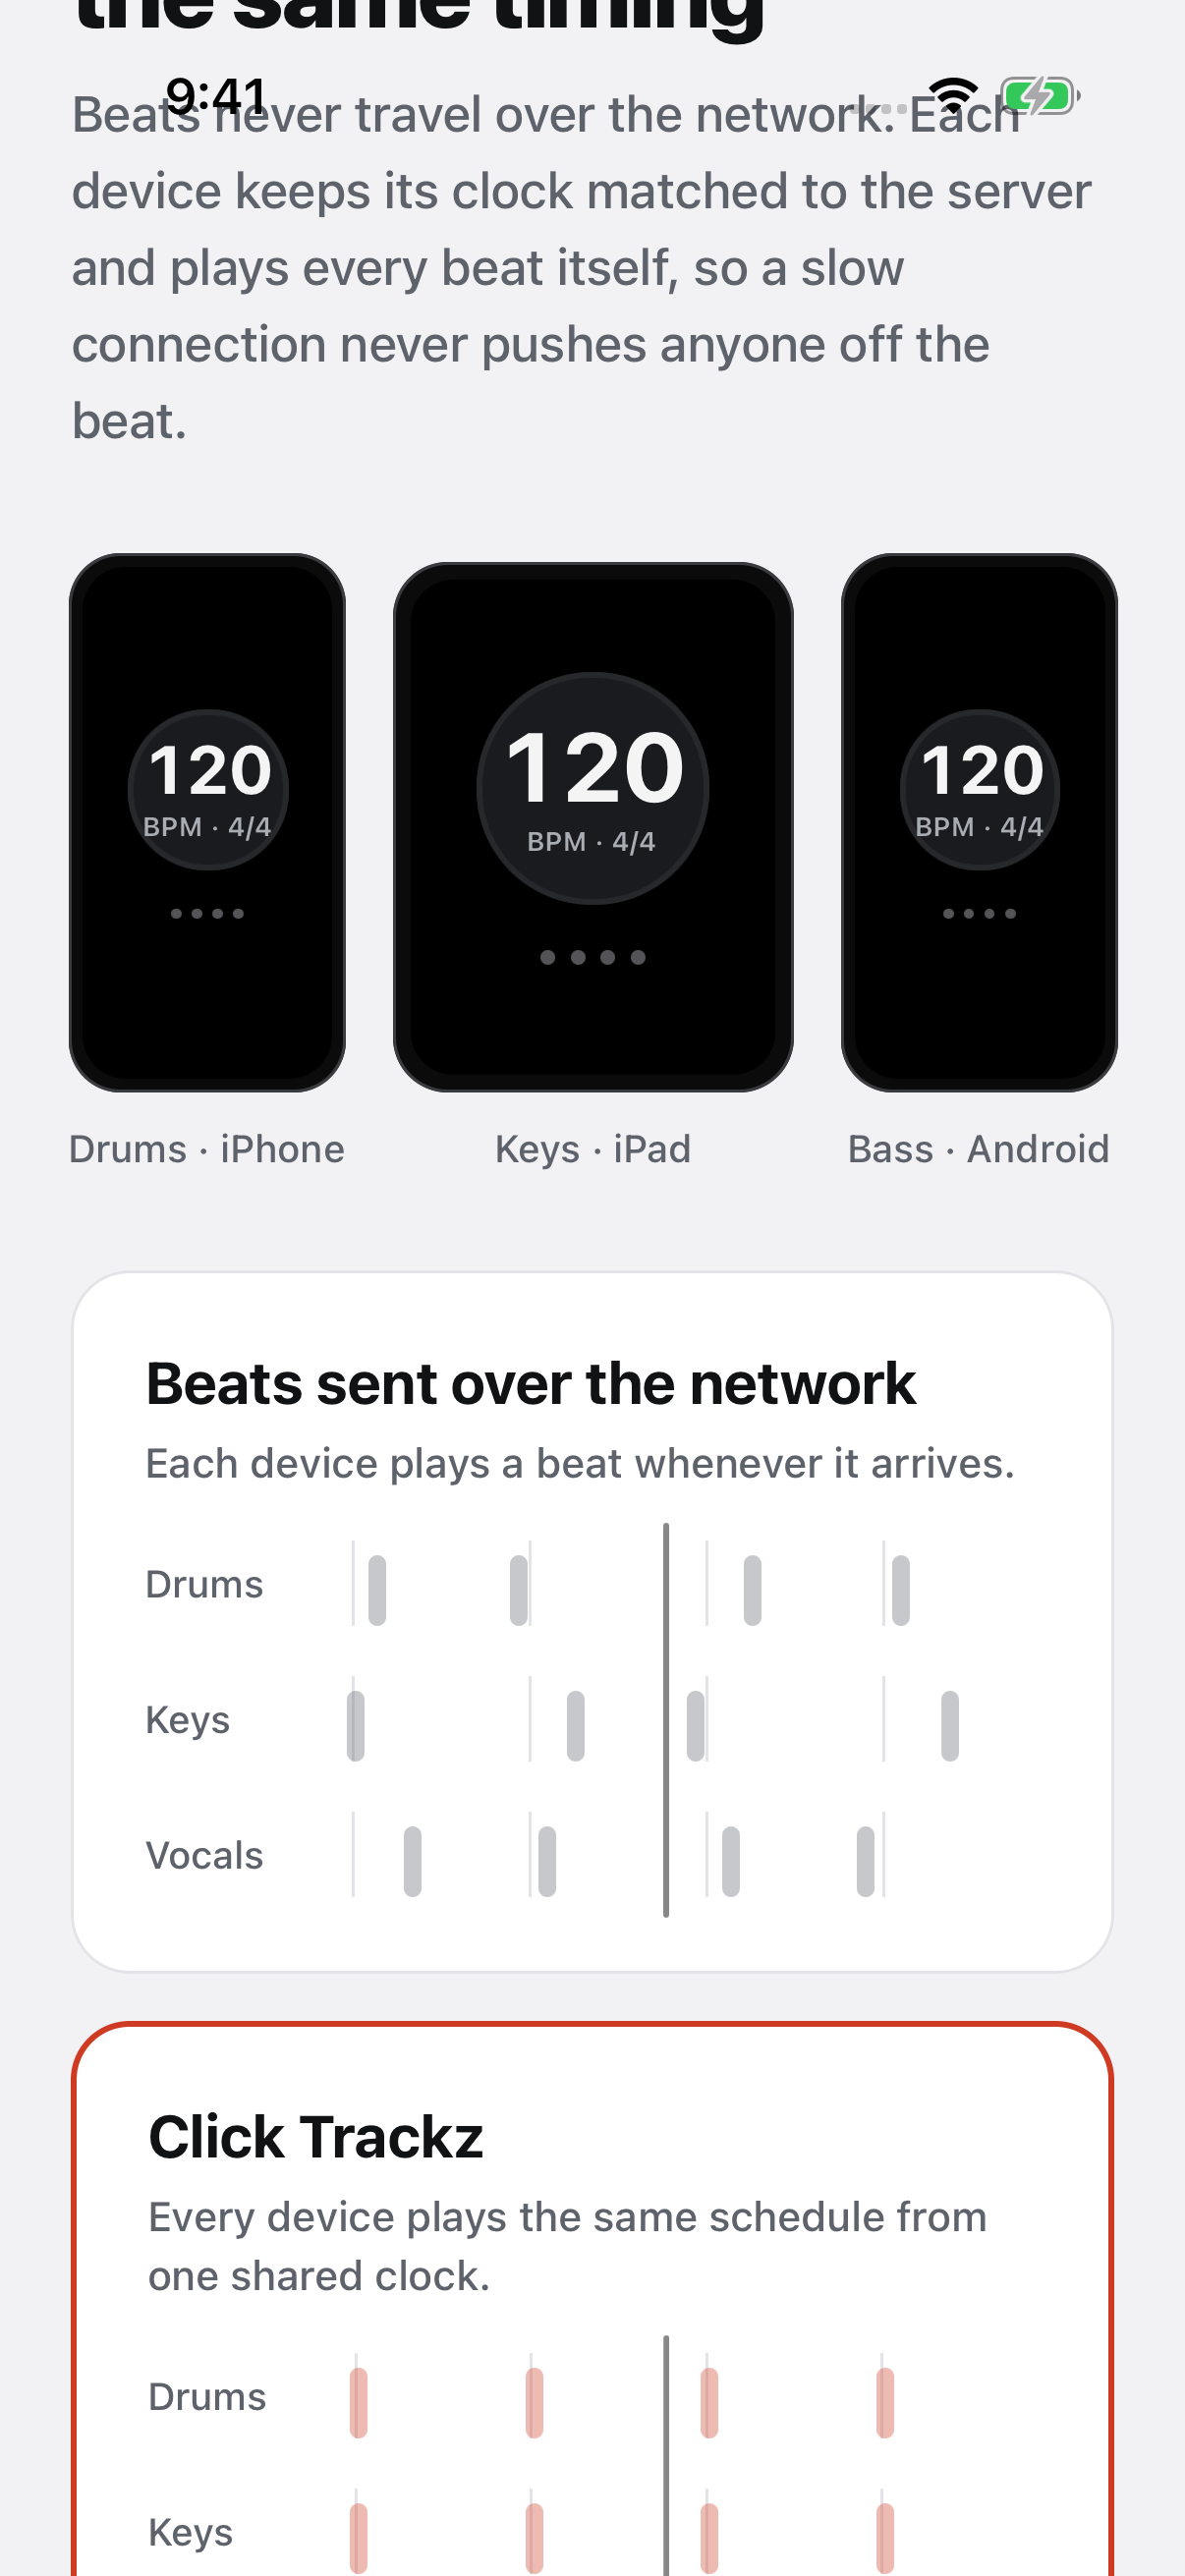 the same timing
9:41
Beats never travel over the network. Each
device keeps its clock matched to the server
and plays every beat itself, so a slow
connection never pushes anyone off the
beat.
120
BPM · 4/4
120
BPM · 4/4
120
BPM · 4/4
Drums · iPhone
Keys · iPad
Bass · Android
Beats sent over the network
Each device plays a beat whenever it arrives.
Drums
Keys
Vocals
Click Trackz
Every device plays the same schedule from
one shared clock.
Drums
Keys